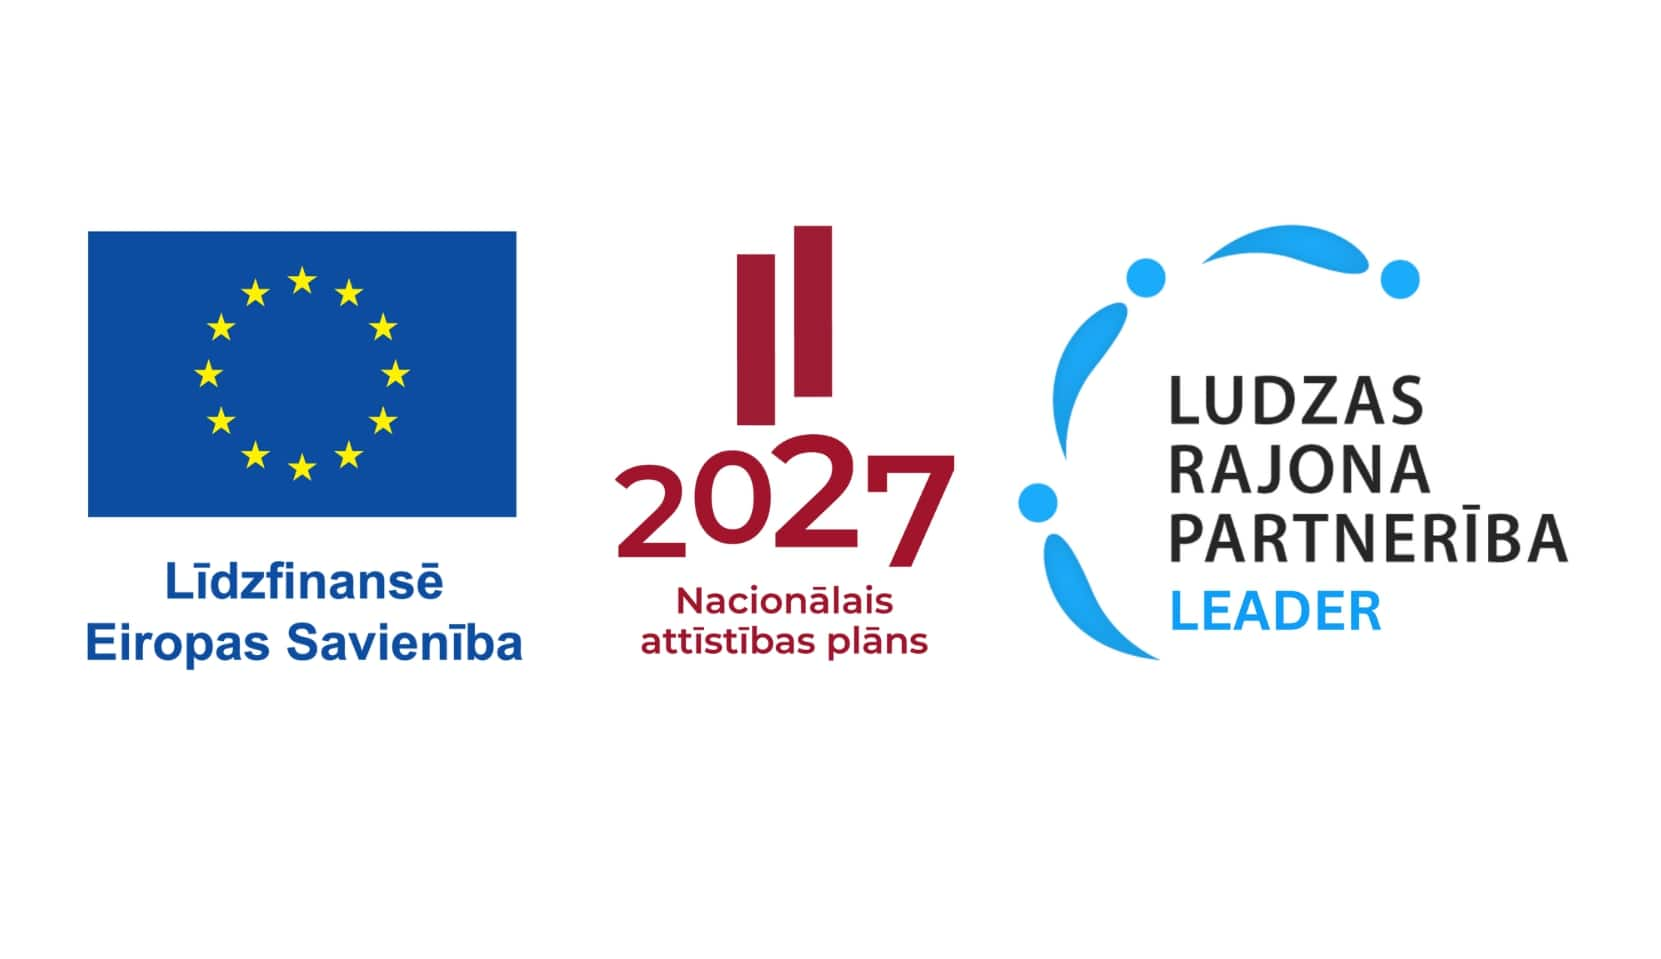 Līdzfinansē
Eiropas Savienība
2027
Nacionālais
attīstības plāns
LUDZAS
RAJONA
PARTNERĪBA
LEADER